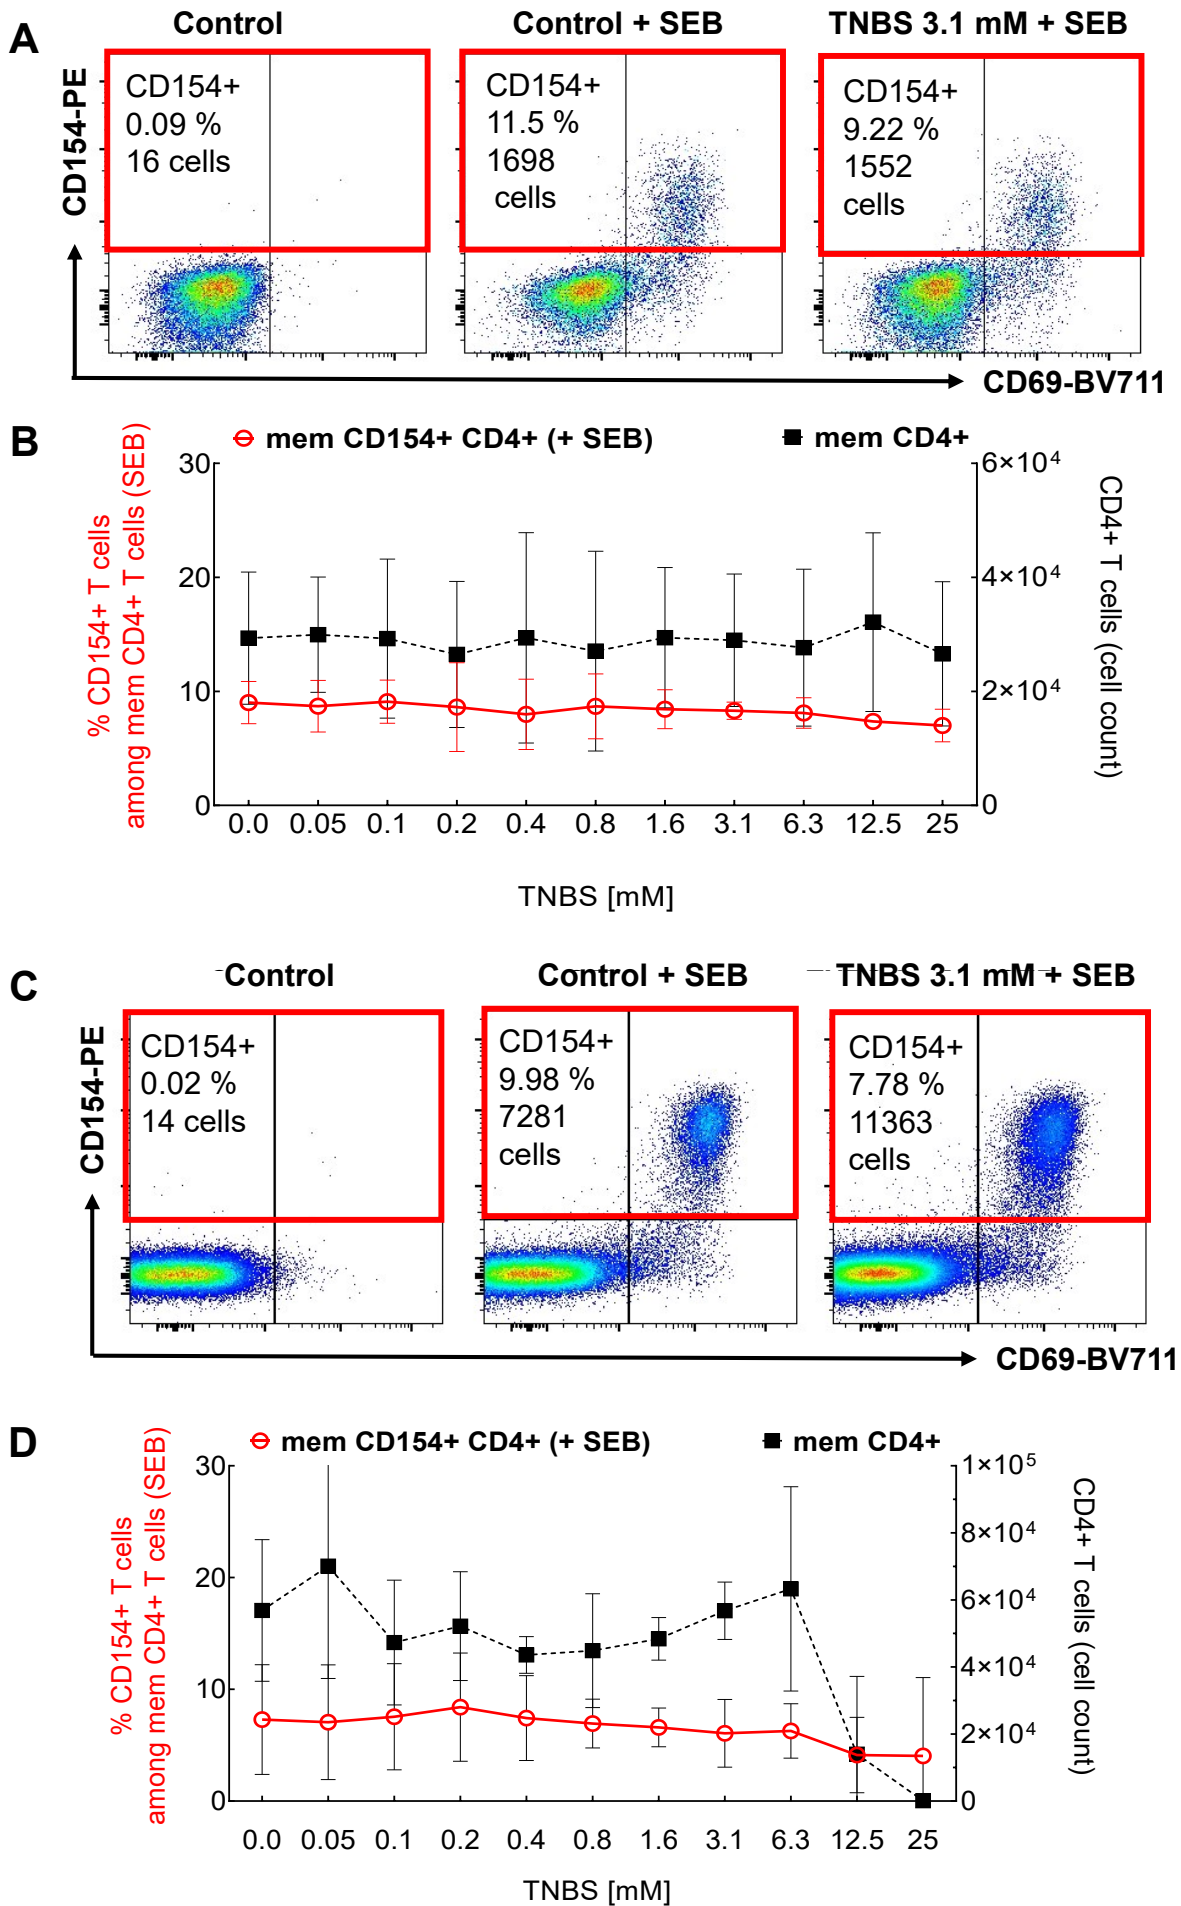 A
Control
Control + SEB
TNBS 3.1 mM + SEB
CD154-PE
CD154+
0.09 %
16 cells
CD154+
11.5 %
1698
cells
CD154+
9.22 %
1552
cells
CD69-BV711
B
mem CD154+ CD4+ (+ SEB)
mem CD4+
% CD154+ T cells
among mem CD4+ T cells (SEB)
30
20
10
0
6×10⁴
4×10⁴
2×10⁴
0
CD4+ T cells (cell count)
0.0 0.05 0.1 0.2 0.4 0.8 1.6 3.1 6.3 12.5 25
TNBS [mM]
C
Control
Control + SEB
TNBS 3.1 mM + SEB
CD154-PE
CD154+
0.02 %
14 cells
CD154+
9.98 %
7281
cells
CD154+
7.78 %
11363
cells
CD69-BV711
D
mem CD154+ CD4+ (+ SEB)
mem CD4+
% CD154+ T cells
among mem CD4+ T cells (SEB)
30
20
10
0
1×10⁵
8×10⁴
6×10⁴
4×10⁴
2×10⁴
0
CD4+ T cells (cell count)
0.0 0.05 0.1 0.2 0.4 0.8 1.6 3.1 6.3 12.5 25
TNBS [mM]